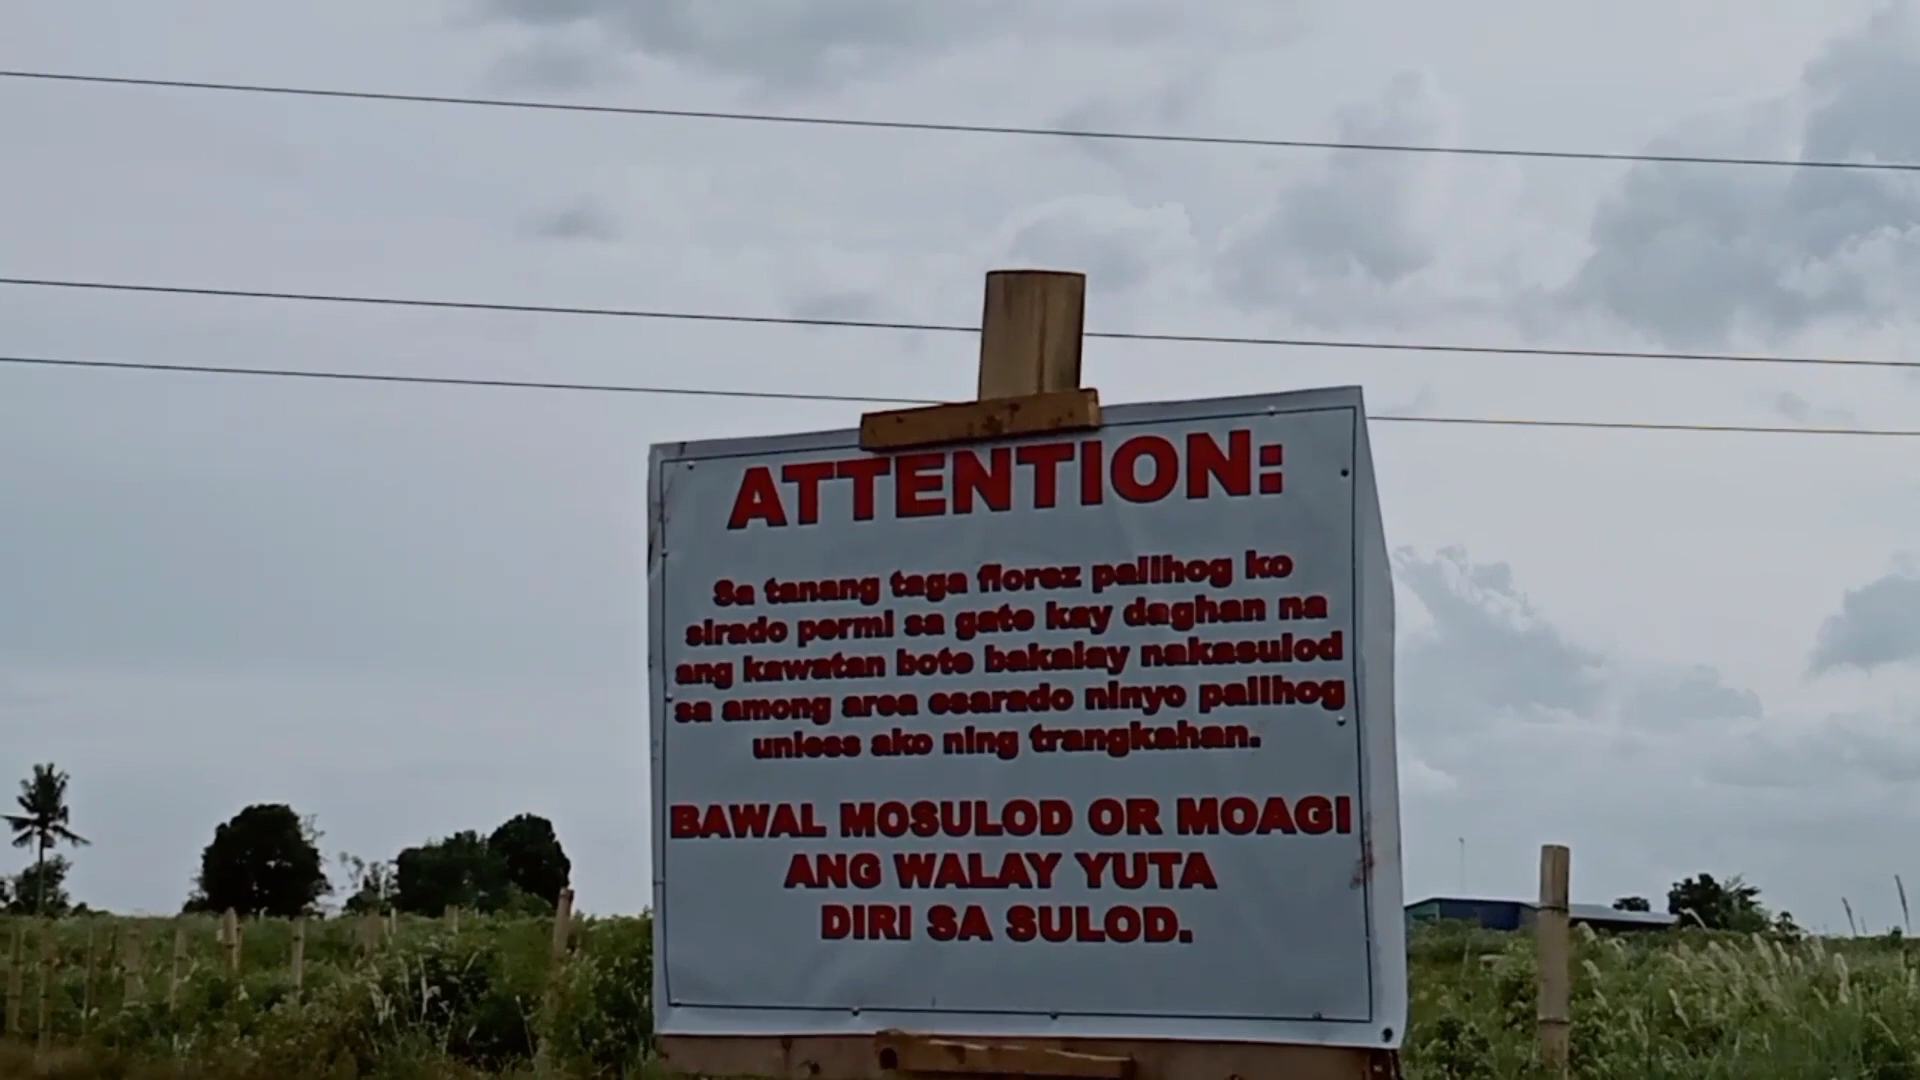 ATTENTION:
Sa tanang taga florez palihog ko
sirado permi sa gate kay daghan na
ang kawatan bote bakalay nakasulod
sa among area esarado ninyo palihog
unless ako ning trangkahan.
BAWAL MOSULOD OR MOAGI
ANG WALAY YUTA
DIRI SA SULOD.